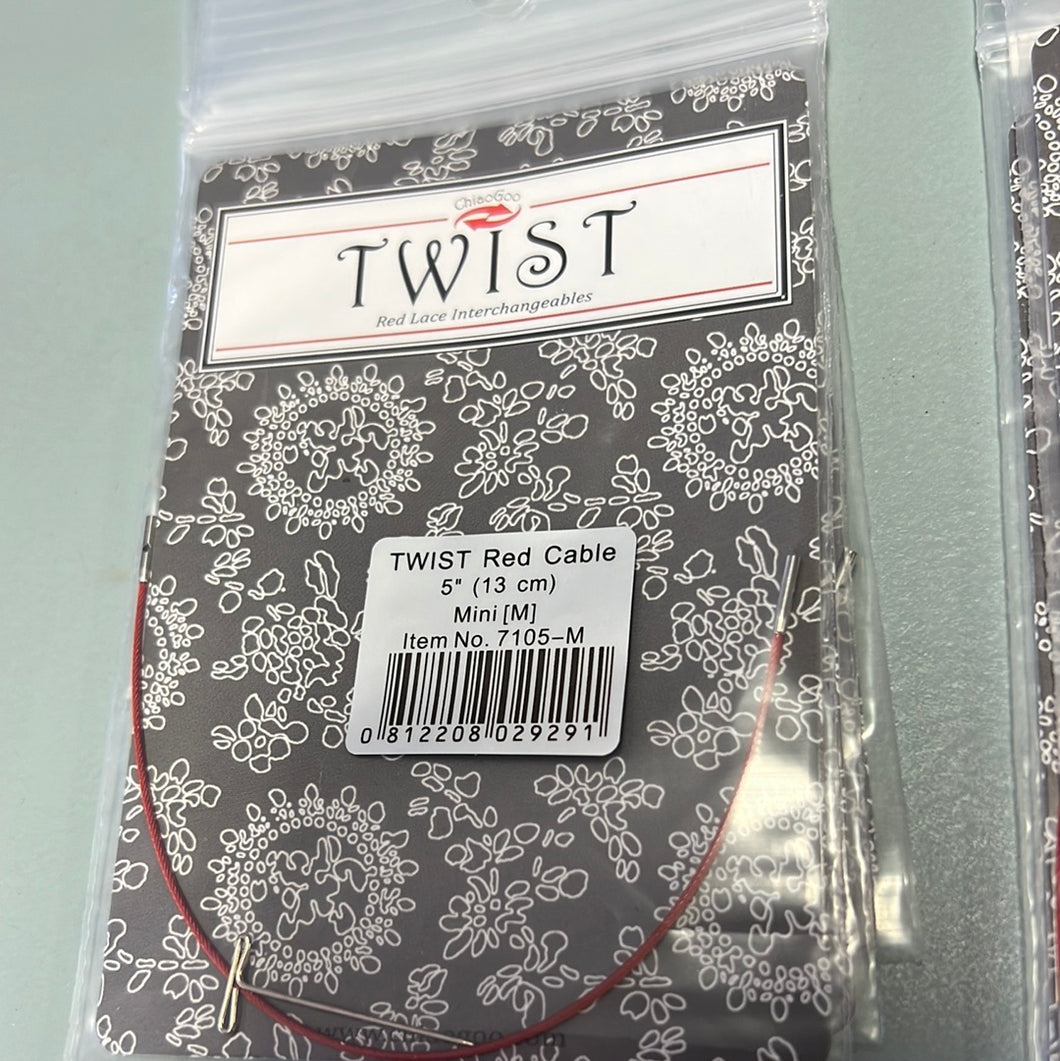 ChiaoGoo
TWIST
Red Lace Interchangeables
TWIST Red Cable
5" (13 cm)
Mini [M]
Item No. 7105-M
0 812208 029291